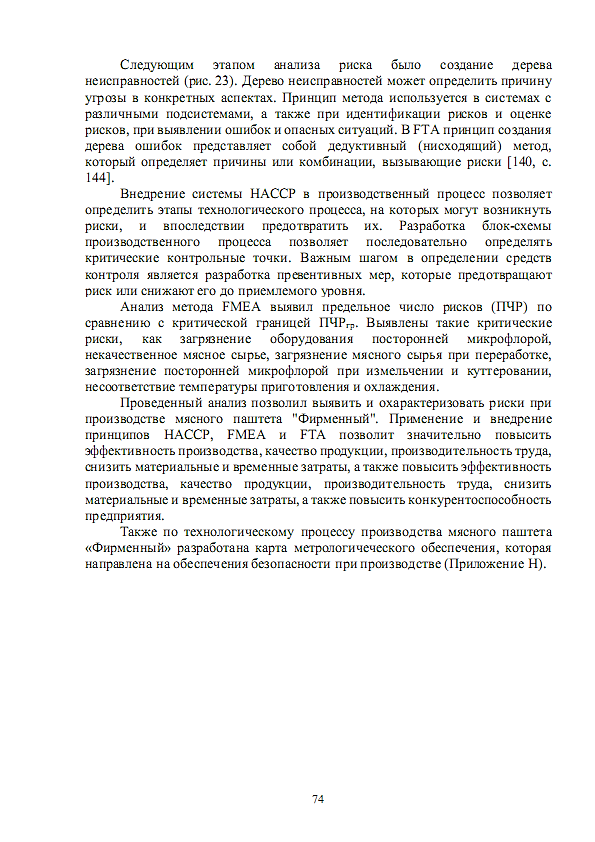 Следующим этапом анализа риска было создание дерева
неисправностей (рис. 23). Дерево неисправностей может определить причину
угрозы в конкретных аспектах. Принцип метода используется в системах с
различными подсистемами, а также при идентификации рисков и оценке
рисков, при выявлении ошибок и опасных ситуаций. В FTA принцип создания
дерева ошибок представляет собой дедуктивный (нисходящий) метод,
который определяет причины или комбинации, вызывающие риски [140, с.
144].
Внедрение системы НАССР в производственный процесс позволяет
определить этапы технологического процесса, на которых могут возникнуть
риски, и впоследствии предотвратить их. Разработка блок-схемы
производственного процесса позволяет последовательно определять
критические контрольные точки. Важным шагом в определении средств
контроля является разработка превентивных мер, которые предотвращают
риск или снижают его до приемлемого уровня.
Анализ метода FMEA выявил предельное число рисков (ПЧР) по
сравнению с критической границей ПЧРгр. Выявлены такие критические
риски, как загрязнение оборудования посторонней микрофлорой,
некачественное мясное сырье, загрязнение мясного сырья при переработке,
загрязнение посторонней микрофлорой при измельчении и куттеровании,
несоответствие температуры приготовления и охлаждения.
Проведенный анализ позволил выявить и охарактеризовать риски при
производстве мясного паштета "Фирменный". Применение и внедрение
принципов НАССР, FMEA и FTA позволит значительно повысить
эффективность производства, качество продукции, производительность труда,
снизить материальные и временные затраты, а также повысить эффективность
производства, качество продукции, производительность труда, снизить
материальные и временные затраты, а также повысить конкурентоспособность
предприятия.
Также по технологическому процессу производства мясного паштета
«Фирменный» разработана карта метрологичеческого обеспечения, которая
направлена на обеспечения безопасности при производстве (Приложение Н).
74